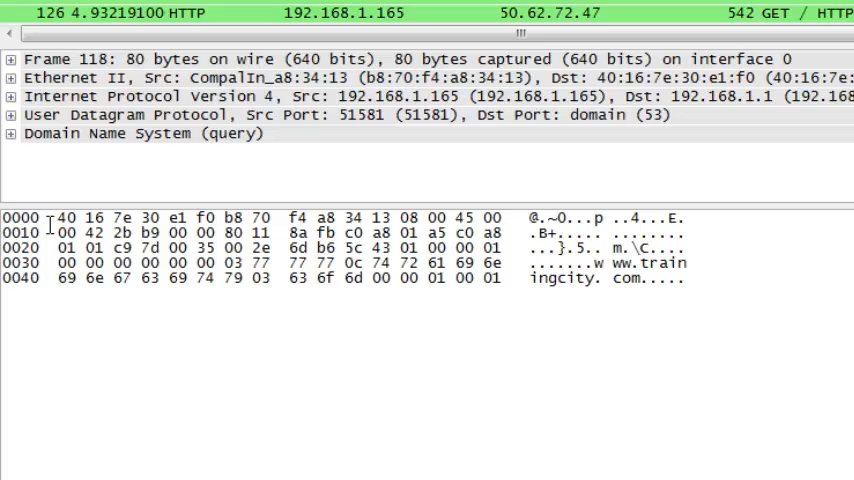 126 4.93219100 HTTP 192.168.1.165 50.62.72.47 542 GET / HTTP
Frame 118: 80 bytes on wire (640 bits), 80 bytes captured (640 bits) on interface 0
Ethernet II, Src: CompalIn_a8:34:13 (b8:70:f4:a8:34:13), Dst: 40:16:7e:30:e1:f0 (40:16:7e:
Internet Protocol Version 4, Src: 192.168.1.165 (192.168.1.165), Dst: 192.168.1.1 (192.168
User Datagram Protocol, Src Port: 51581 (51581), Dst Port: domain (53)
Domain Name System (query)
0000 40 16 7e 30 e1 f0 b8 70 f4 a8 34 13 08 00 45 00 @.~0...p ..4...E.
0010 00 42 2b b9 00 00 80 11 8a fb c0 a8 01 a5 c0 a8 .B+..... ........
0020 01 01 c9 7d 00 35 00 2e 6d b6 5c 43 01 00 00 01 ...}.5.. m.\C....
0030 00 00 00 00 00 00 03 77 77 77 0c 74 72 61 69 6e .......w ww.train
0040 69 6e 67 63 69 74 79 03 63 6f 6d 00 00 01 00 01 ingcity. com.....